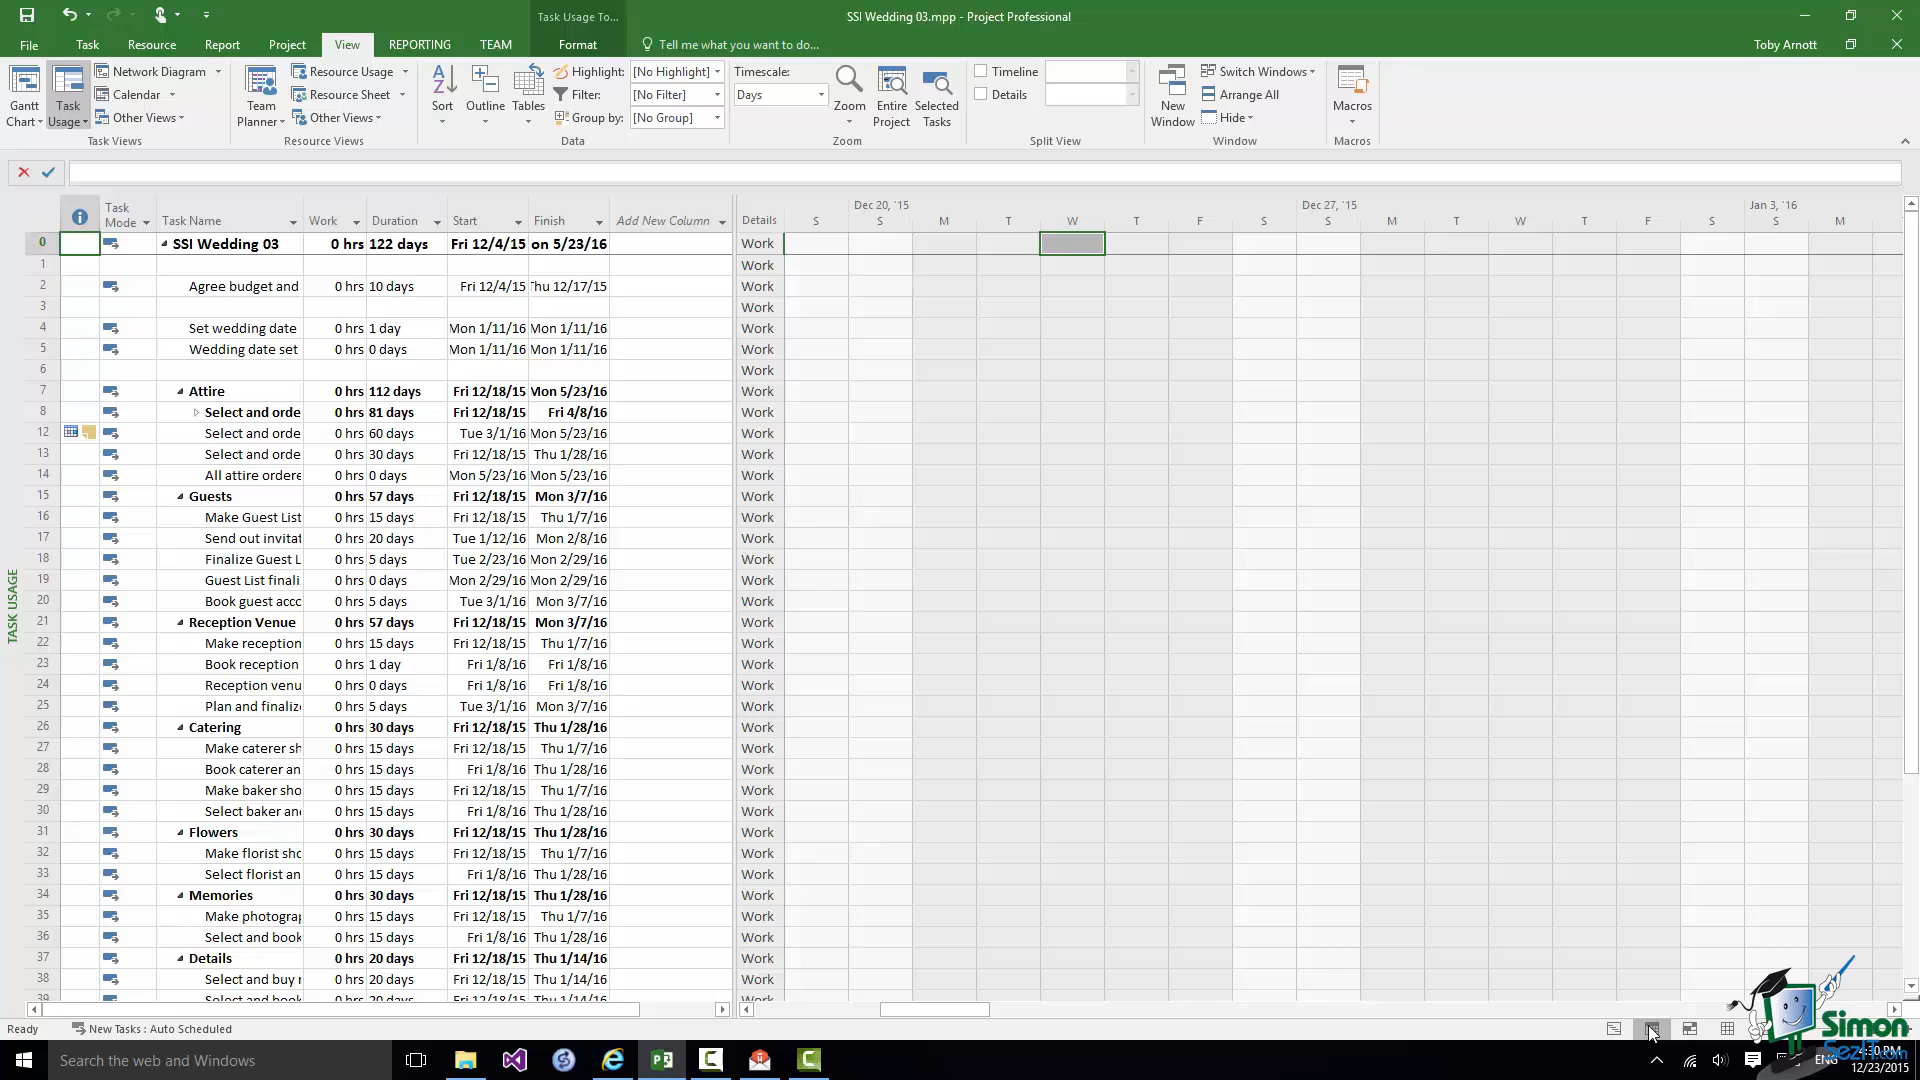 Task Usage To...
SSI Wedding 03.mpp - Project Professional
File Task Resource Report Project View REPORTING TEAM Format Tell me what you want to do... Toby Arnott
Gantt Chart
Task Usage
Network Diagram
Calendar
Other Views
Task Views
Team Planner
Resource Usage
Resource Sheet
Other Views
Resource Views
Sort
Outline
Tables
Highlight: [No Highlight]
Filter: [No Filter]
Group by: [No Group]
Data
Timescale:
Days
Zoom
Entire Project
Selected Tasks
Zoom
Timeline
Details
Split View
New Window
Switch Windows
Arrange All
Hide
Window
Macros
Macros
Task Mode Task Name Work Duration Start Finish Add New Column Details
Dec 20, '15 Dec 27, '15 Jan 3, '16
S S M T W T F S S M T W T F S S M
0 SSI Wedding 03 0 hrs 122 days Fri 12/4/15 on 5/23/16 Work
1 Work
2 Agree budget and 0 hrs 10 days Fri 12/4/15 Thu 12/17/15 Work
3 Work
4 Set wedding date 0 hrs 1 day Mon 1/11/16 Mon 1/11/16 Work
5 Wedding date set 0 hrs 0 days Mon 1/11/16 Mon 1/11/16 Work
6 Work
7 Attire 0 hrs 112 days Fri 12/18/15 Mon 5/23/16 Work
8 Select and orde 0 hrs 81 days Fri 12/18/15 Fri 4/8/16 Work
12 Select and orde 0 hrs 60 days Tue 3/1/16 Mon 5/23/16 Work
13 Select and orde 0 hrs 30 days Fri 12/18/15 Thu 1/28/16 Work
14 All attire ordere 0 hrs 0 days Mon 5/23/16 Mon 5/23/16 Work
15 Guests 0 hrs 57 days Fri 12/18/15 Mon 3/7/16 Work
16 Make Guest List 0 hrs 15 days Fri 12/18/15 Thu 1/7/16 Work
17 Send out invitat 0 hrs 20 days Tue 1/12/16 Mon 2/8/16 Work
18 Finalize Guest L 0 hrs 5 days Tue 2/23/16 Mon 2/29/16 Work
19 Guest List finali 0 hrs 0 days Mon 2/29/16 Mon 2/29/16 Work
20 Book guest acco 0 hrs 5 days Tue 3/1/16 Mon 3/7/16 Work
21 Reception Venue 0 hrs 57 days Fri 12/18/15 Mon 3/7/16 Work
22 Make reception 0 hrs 15 days Fri 12/18/15 Thu 1/7/16 Work
23 Book reception 0 hrs 1 day Fri 1/8/16 Fri 1/8/16 Work
24 Reception venu 0 hrs 0 days Fri 1/8/16 Fri 1/8/16 Work
25 Plan and finalize 0 hrs 5 days Tue 3/1/16 Mon 3/7/16 Work
26 Catering 0 hrs 30 days Fri 12/18/15 Thu 1/28/16 Work
27 Make caterer sh 0 hrs 15 days Fri 12/18/15 Thu 1/7/16 Work
28 Book caterer an 0 hrs 15 days Fri 1/8/16 Thu 1/28/16 Work
29 Make baker sho 0 hrs 15 days Fri 12/18/15 Thu 1/7/16 Work
30 Select baker and 0 hrs 15 days Fri 1/8/16 Thu 1/28/16 Work
31 Flowers 0 hrs 30 days Fri 12/18/15 Thu 1/28/16 Work
32 Make florist sho 0 hrs 15 days Fri 12/18/15 Thu 1/7/16 Work
33 Select florist an 0 hrs 15 days Fri 1/8/16 Thu 1/28/16 Work
34 Memories 0 hrs 30 days Fri 12/18/15 Thu 1/28/16 Work
35 Make photograp 0 hrs 15 days Fri 12/18/15 Thu 1/7/16 Work
36 Select and book 0 hrs 15 days Fri 1/8/16 Thu 1/28/16 Work
37 Details 0 hrs 20 days Fri 12/18/15 Thu 1/14/16 Work
38 Select and buy r 0 hrs 20 days Fri 12/18/15 Thu 1/14/16 Work
39 Select and book 0 hrs 20 days Fri 12/18/15 Thu 1/14/16 Work
TASK USAGE
Ready New Tasks : Auto Scheduled
Simon SezIT.com
Search the web and Windows
ENG
4:30 PM
12/23/2015